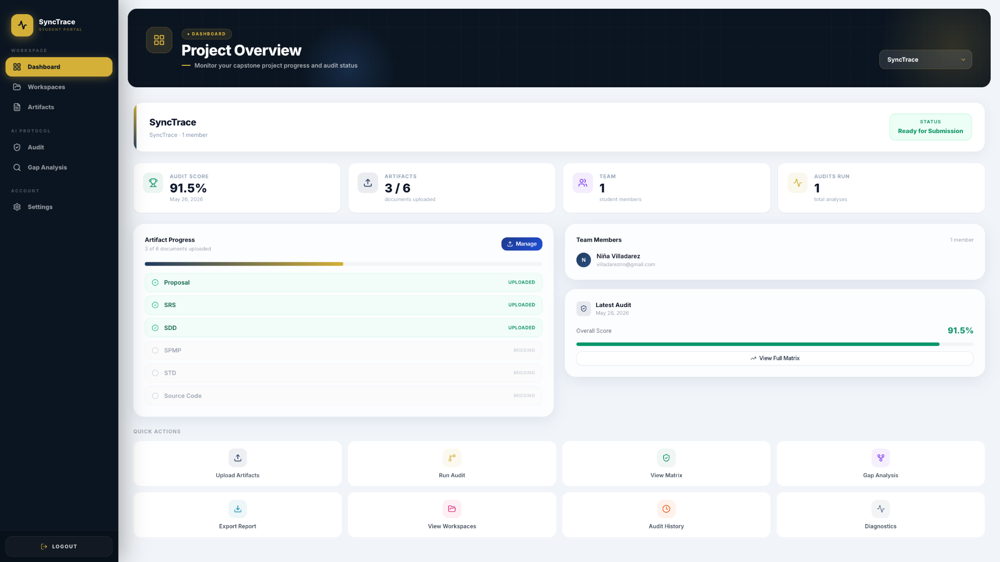 SyncTrace
STUDENT PORTAL
WORKSPACE
Dashboard
Workspaces
Artifacts
AI PROTOCOL
Audit
Gap Analysis
ACCOUNT
Settings
LOGOUT
• DASHBOARD
Project Overview
Monitor your capstone project progress and audit status
SyncTrace
SyncTrace
SyncTrace · 1 member
STATUS
Ready for Submission
AUDIT SCORE
91.5%
May 26, 2026
ARTIFACTS
3 / 6
documents uploaded
TEAM
1
student members
AUDITS RUN
1
total analyses
Artifact Progress
3 of 6 documents uploaded
Manage
Proposal UPLOADED
SRS UPLOADED
SDD UPLOADED
SPMP MISSING
STD MISSING
Source Code MISSING
Team Members 1 member
N
Niña Villadarez
villadareznn@gmail.com
Latest Audit
May 26, 2026
Overall Score 91.5%
View Full Matrix
QUICK ACTIONS
Upload Artifacts
Run Audit
View Matrix
Gap Analysis
Export Report
View Workspaces
Audit History
Diagnostics